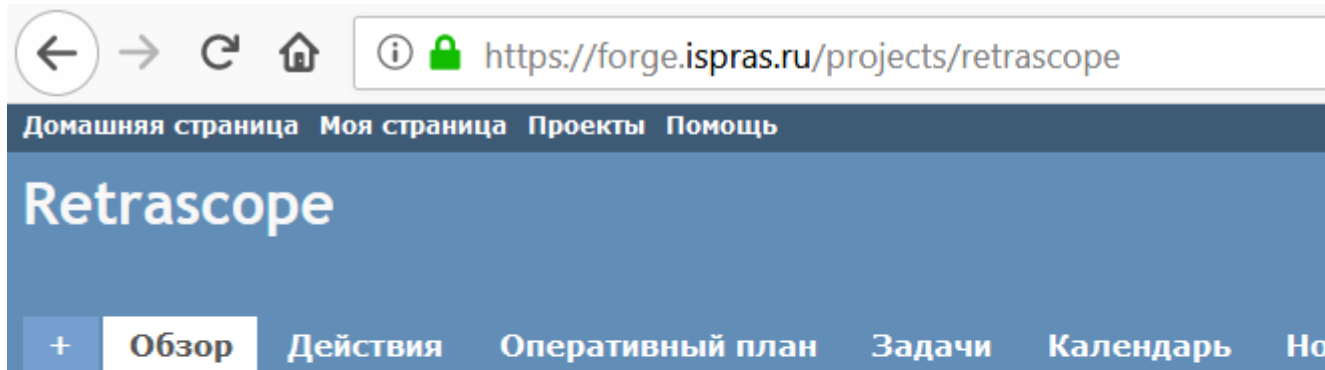 https://forge.ispras.ru/projects/retrascope
Домашняя страница Моя страница Проекты Помощь
Retrascope
+ Обзор Действия Оперативный план Задачи Календарь Но